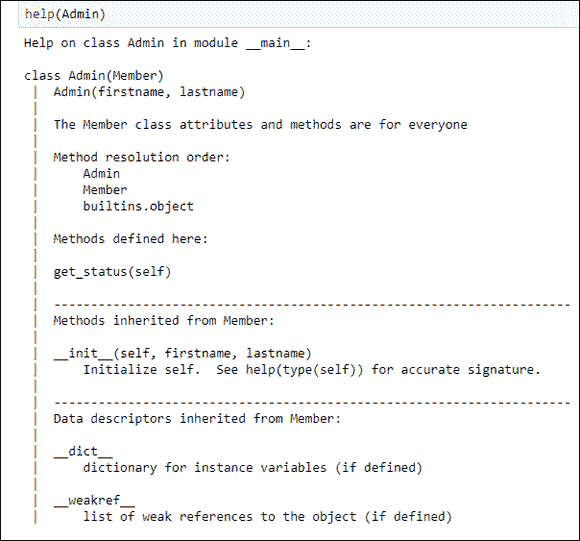 help(Admin)
Help on class Admin in module __main__:
class Admin(Member)
 |  Admin(firstname, lastname)
 |
 |  The Member class attributes and methods are for everyone
 |
 |  Method resolution order:
 |      Admin
 |      Member
 |      builtins.object
 |
 |  Methods defined here:
 |
 |  get_status(self)
 |
 |  ----------------------------------------------------------------------
 |  Methods inherited from Member:
 |
 |  __init__(self, firstname, lastname)
 |      Initialize self.  See help(type(self)) for accurate signature.
 |
 |  ----------------------------------------------------------------------
 |  Data descriptors inherited from Member:
 |
 |  __dict__
 |      dictionary for instance variables (if defined)
 |
 |  __weakref__
 |      list of weak references to the object (if defined)